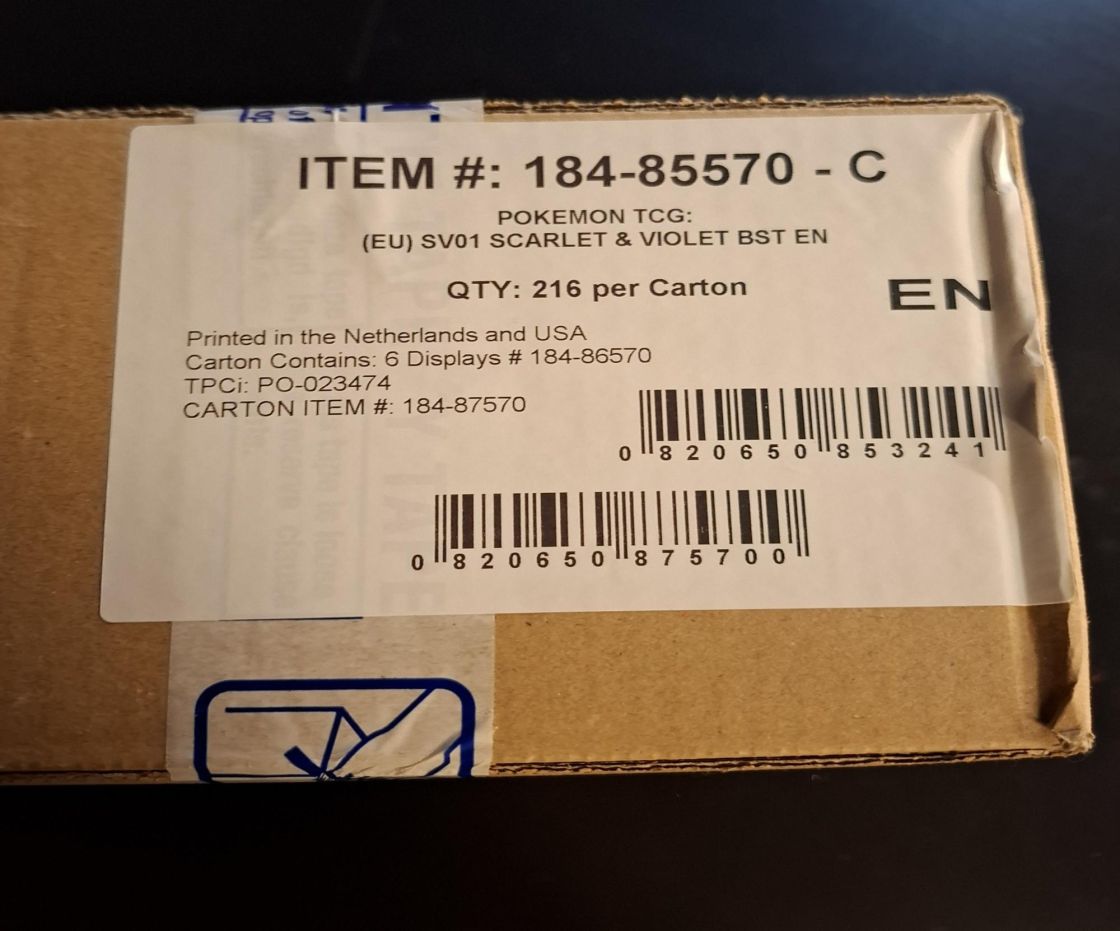 ITEM #: 184-85570 - C
POKEMON TCG:
(EU) SV01 SCARLET & VIOLET BST EN
QTY: 216 per Carton
EN
Printed in the Netherlands and USA
Carton Contains: 6 Displays # 184-86570
TPCi: PO-023474
CARTON ITEM #: 184-87570
0 820650 853241
0 820650 875700